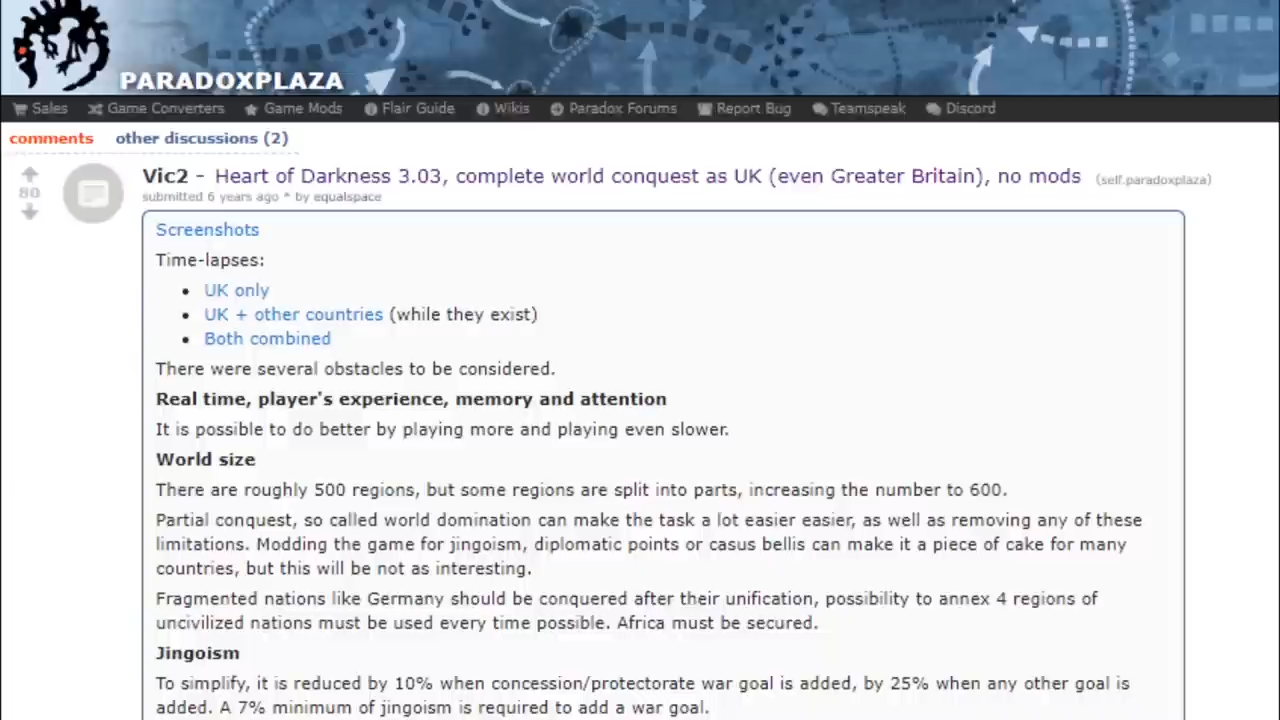 PARADOXPLAZA
Sales Game Converters Game Mods Flair Guide Wikis Paradox Forums Report Bug Teamspeak Discord
comments other discussions (2)
Vic2 - Heart of Darkness 3.03, complete world conquest as UK (even Greater Britain), no mods (self.paradoxplaza)
80
submitted 6 years ago * by equalspace
Screenshots
Time-lapses:
• UK only
• UK + other countries (while they exist)
• Both combined
There were several obstacles to be considered.
Real time, player's experience, memory and attention
It is possible to do better by playing more and playing even slower.
World size
There are roughly 500 regions, but some regions are split into parts, increasing the number to 600.
Partial conquest, so called world domination can make the task a lot easier easier, as well as removing any of these
limitations. Modding the game for jingoism, diplomatic points or casus bellis can make it a piece of cake for many
countries, but this will be not as interesting.
Fragmented nations like Germany should be conquered after their unification, possibility to annex 4 regions of
uncivilized nations must be used every time possible. Africa must be secured.
Jingoism
To simplify, it is reduced by 10% when concession/protectorate war goal is added, by 25% when any other goal is
added. A 7% minimum of jingoism is required to add a war goal.